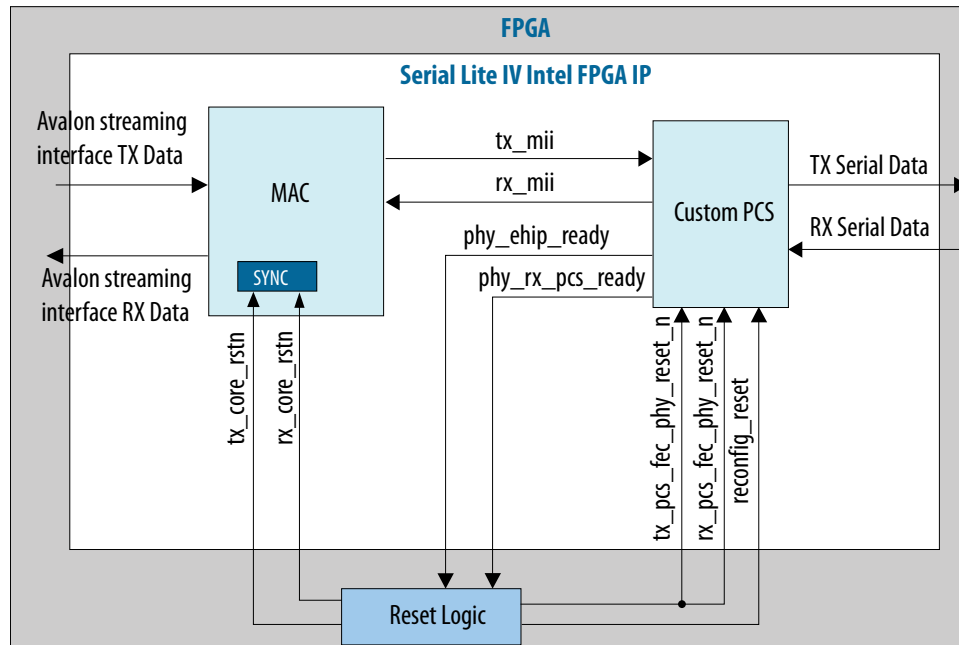 FPGA
Serial Lite IV Intel FPGA IP
Avalon streaming
interface TX Data
MAC
tx_mii
rx_mii
Custom PCS
TX Serial Data
RX Serial Data
phy_ehip_ready
phy_rx_pcs_ready
SYNC
Avalon streaming
interface RX Data
tx_core_rstn
rx_core_rstn
tx_pcs_fec_phy_reset_n
rx_pcs_fec_phy_reset_n
reconfig_reset
Reset Logic